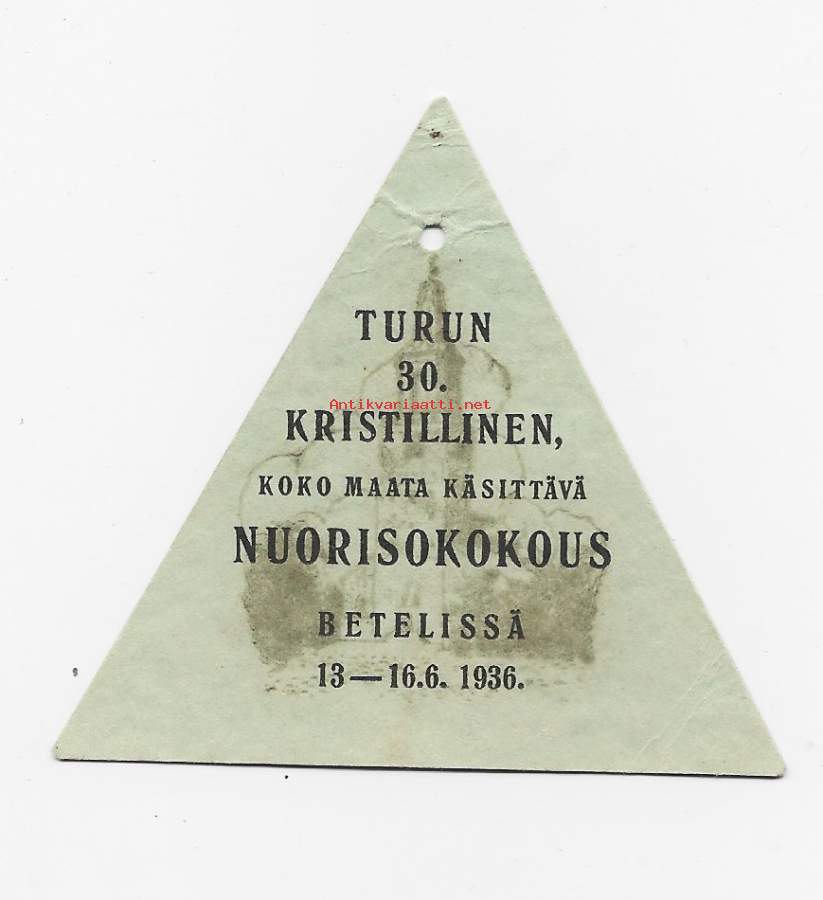 TURUN
30.
Antikvariaatti.net
KRISTILLINEN,
KOKO MAATA KÄSITTÄVÄ
NUORISOKOKOUS
BETELISSÄ
13—16.6. 1936.